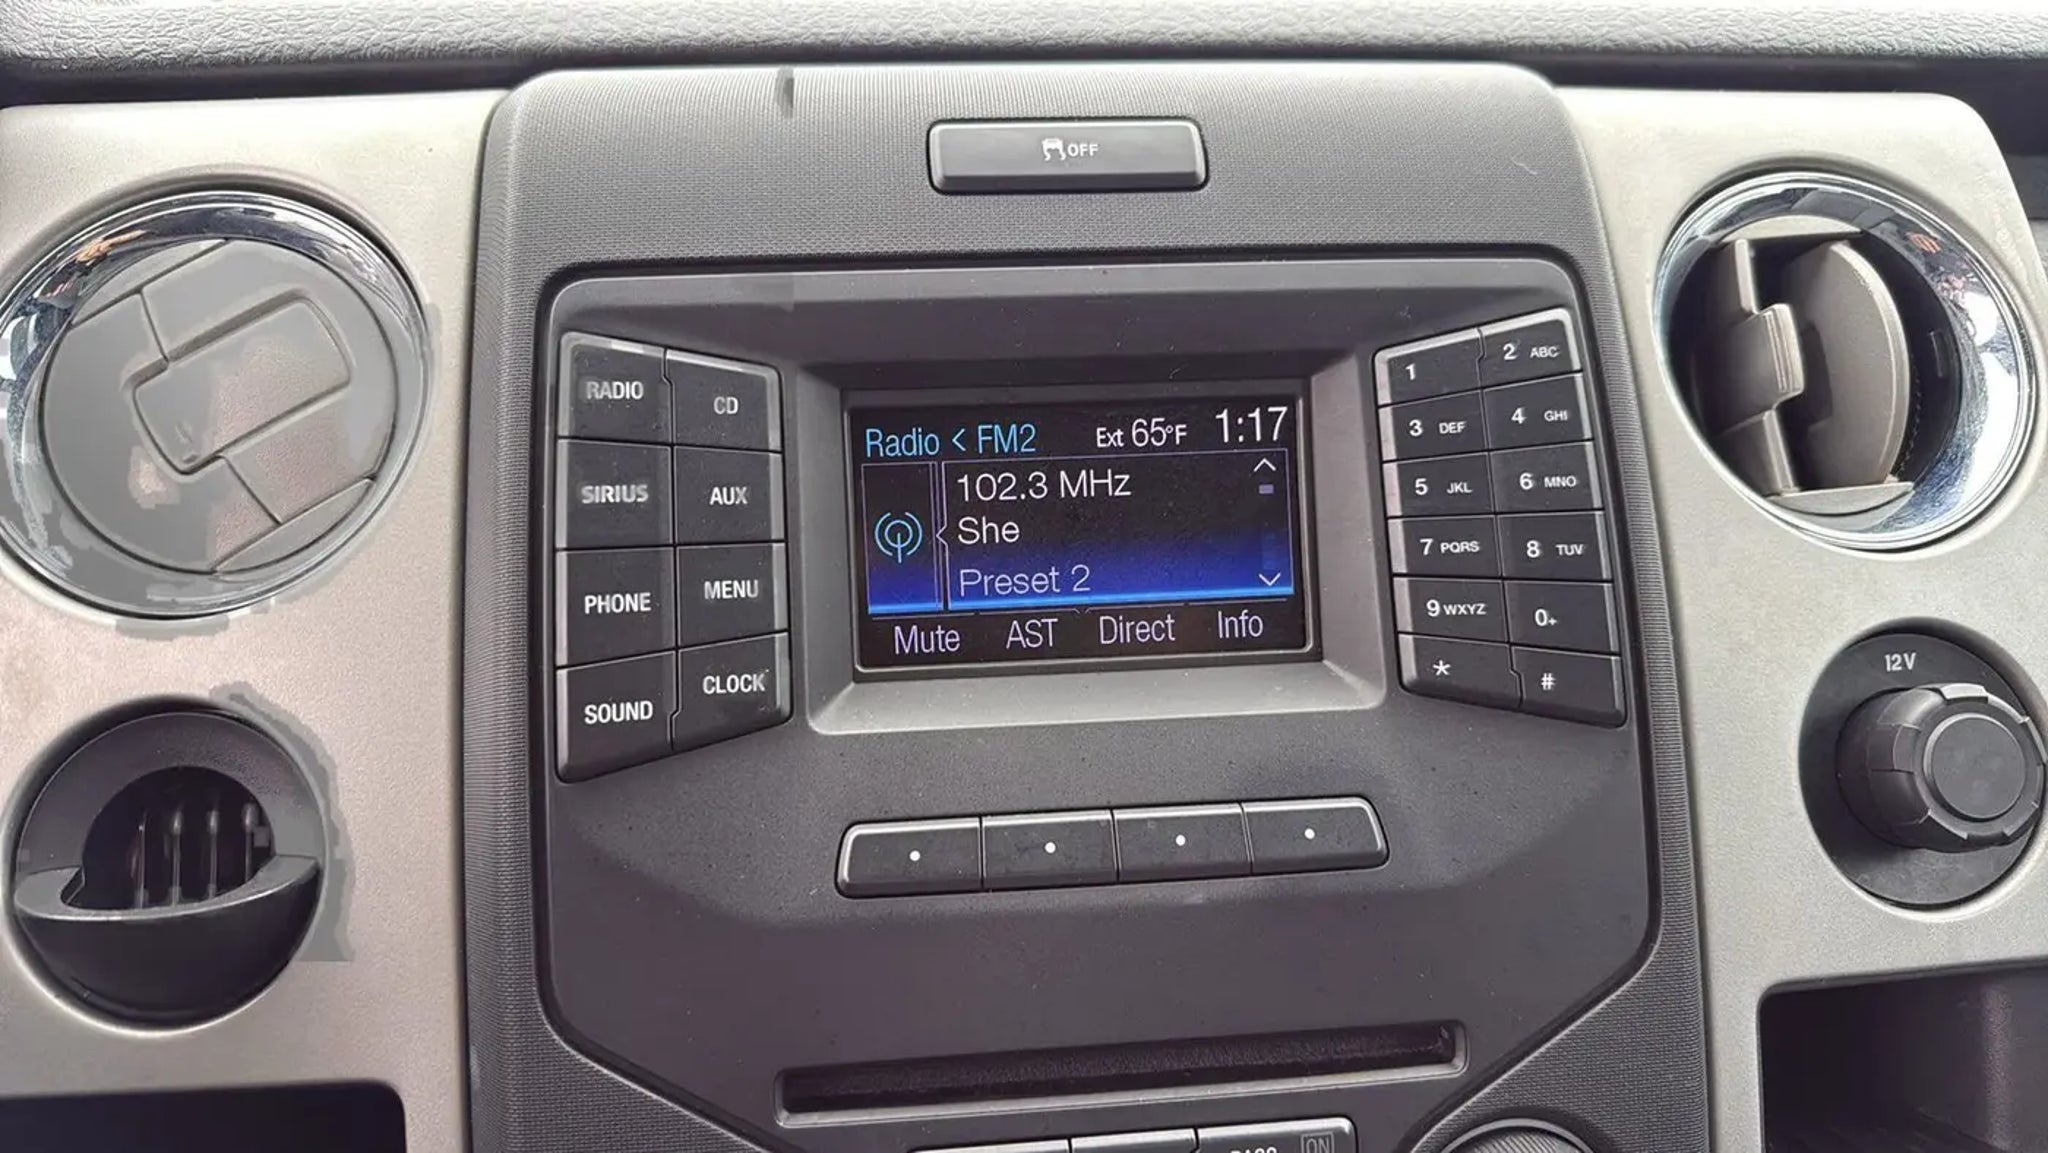 OFF
RADIO
CD
SIRIUS
AUX
PHONE
MENU
SOUND
CLOCK
Radio < FM2 Ext 65°F 1:17
102.3 MHz
She
Preset 2
Mute AST Direct Info
1
2 ABC
3 DEF
4 GHI
5 JKL
6 MNO
7 PQRS
8 TUV
9 WXYZ
0+
*
#
12V
ON